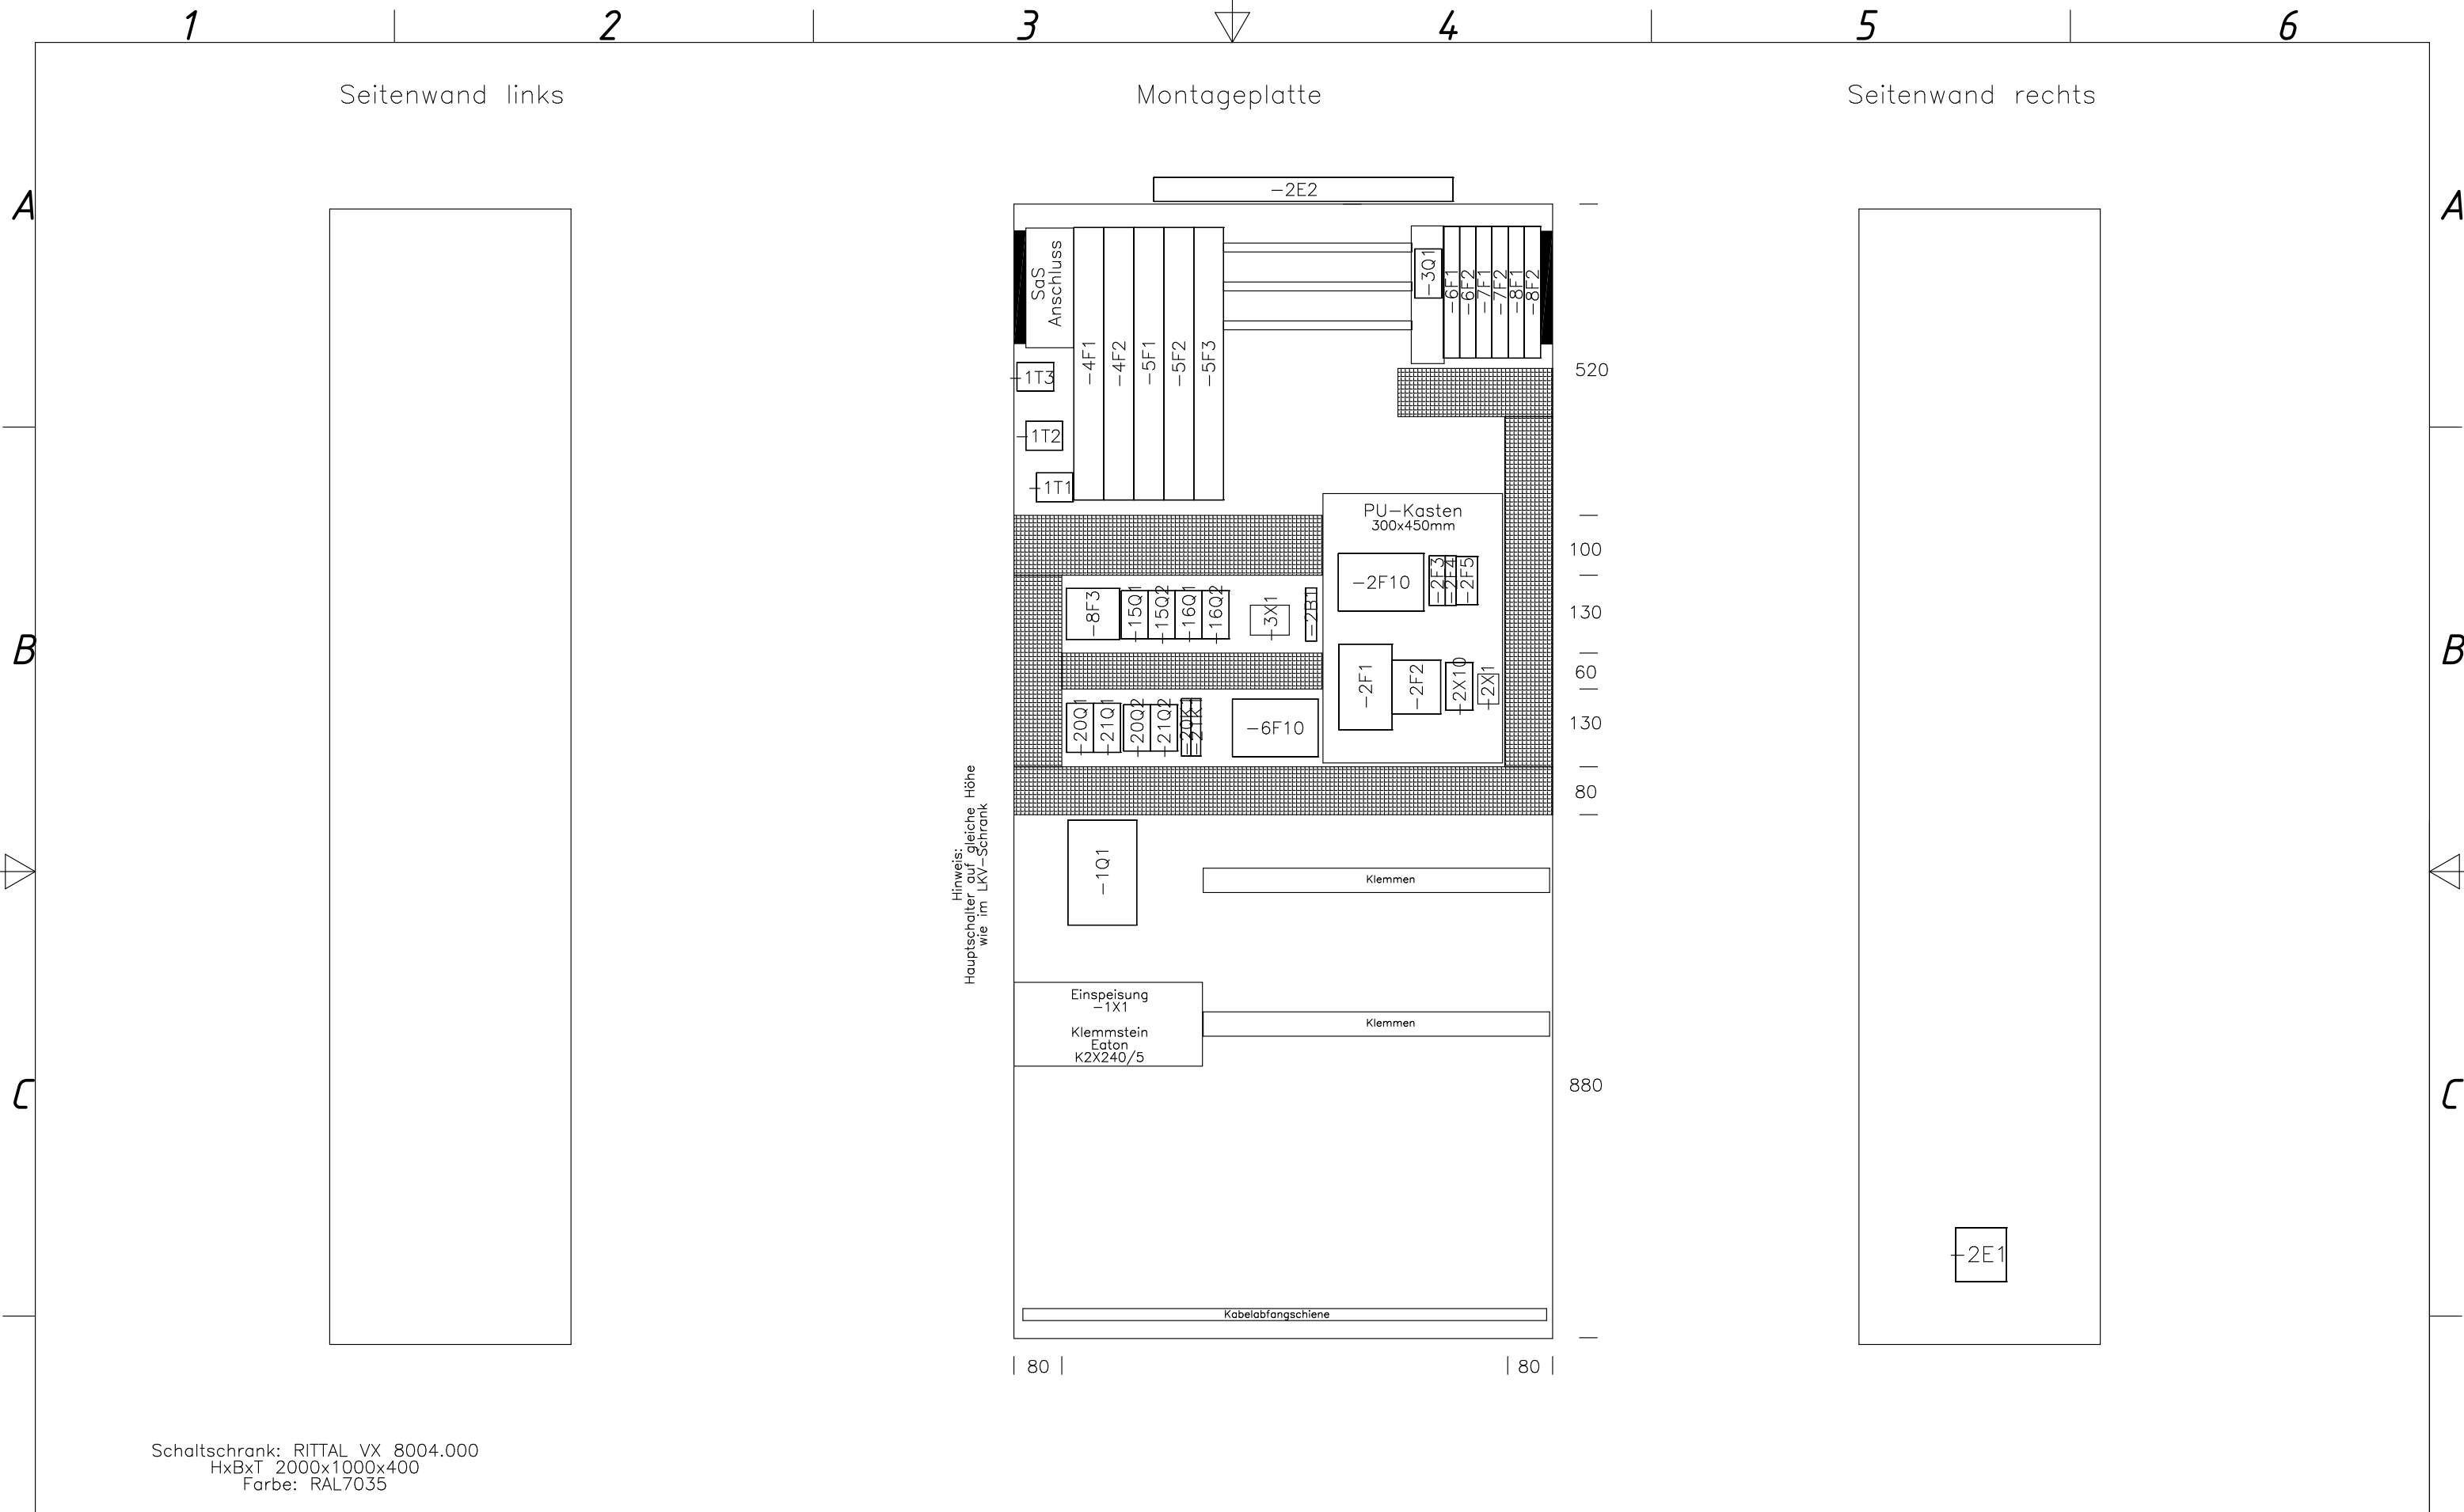 1 2 3 4 5 6
Seitenwand links
Montageplatte
Seitenwand rechts
A
A
-2E2
SaS
Anschluss
-4F1
-4F2
-5F1
-5F2
-5F3
-3Q1
-6F1
-6F2
-7F1
-7F2
-8F1
-8F2
-1T3
-1T2
-1T1
520
PU-Kasten
300x450mm
-2F10
-2F3
-2F4
-2F5
100
-8F3
-15Q1
-15Q2
-16Q1
-16Q2
-3X1
-2B1
130
B
B
-2F1
-2F2
-2X10
-2X1
60
-20Q1
-21Q1
-20Q2
-21Q2
-6F10
130
80
Hinweis:
Hauptschalter auf gleiche Höhe
wie im LKV-Schrank
-1Q1
Klemmen
Einspeisung
-1X1
Klemmstein
Eaton
K2X240/5
Klemmen
880
C
C
-2E1
Kabelabfangschiene
80
80
Schaltschrank: RITTAL VX 8004.000
HxBxT 2000x1000x400
Farbe: RAL7035